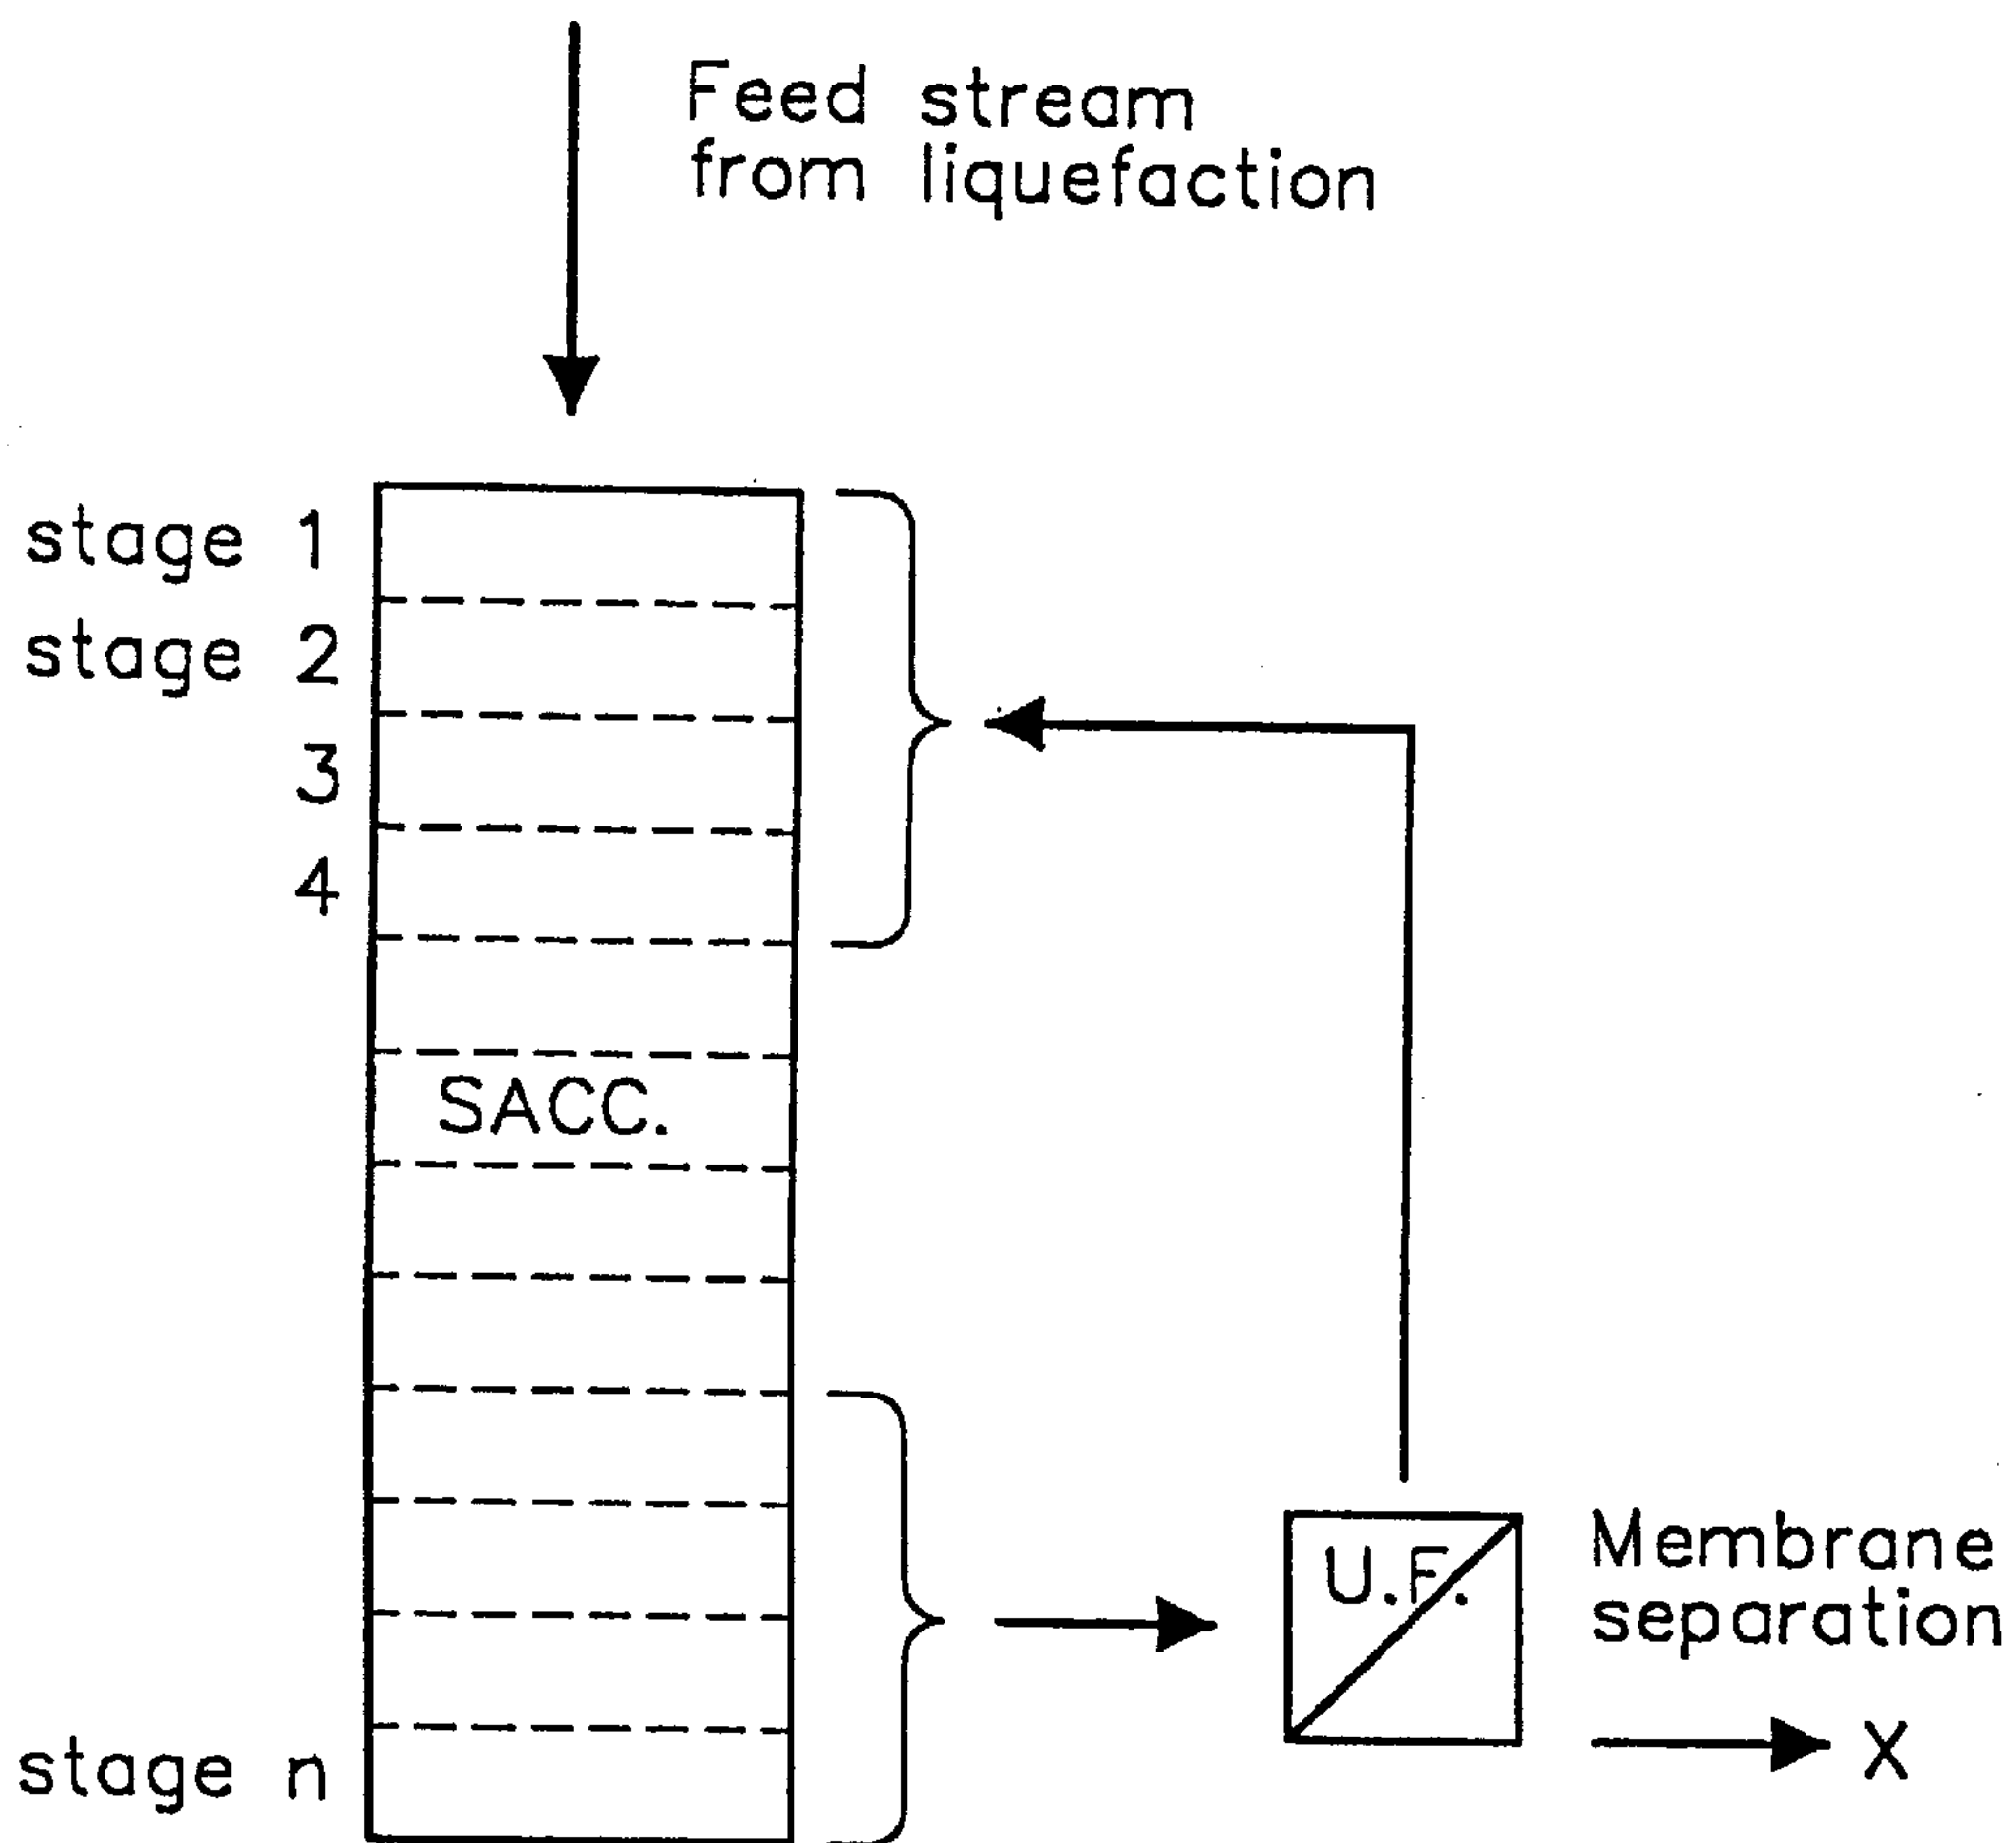 Feed stream
from liquefaction
stage 1
stage 2
3
4
SACC.
U.F.
Membrane
separation
X
stage n